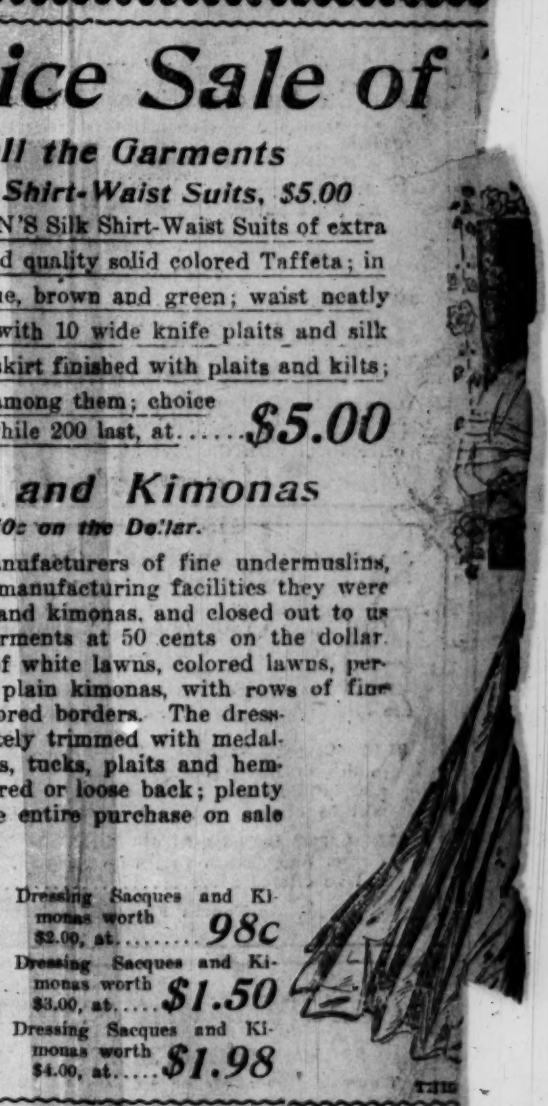 ice Sale of
ll the Garments
Shirt-Waist Suits, $5.00
N'S Silk Shirt-Waist Suits of extra
d quality solid colored Taffeta; in
ue, brown and green; waist neatly
with 10 wide knife plaits and silk
skirt finished with plaits and kilts;
among them; choice
hile 200 last, at...... $5.00
and Kimonas
50c on the Dollar.
nufacturers of fine undermuslins,
manufacturing facilities they were
and kimonas, and closed out to us
rments at 50 cents on the dollar.
f white lawns, colored lawns, per-
plain kimonas, with rows of fine
ored borders. The dress-
tely trimmed with medal-
s, tucks, plaits and hem-
red or loose back; plenty
e entire purchase on sale
Dressing Sacques and Ki-
monas worth
$2.00, at......... 98c
Dressing Sacques and Ki-
monas worth
$3.00, at..... $1.50
Dressing Sacques and Ki-
monas worth
$4.00, at..... $1.98